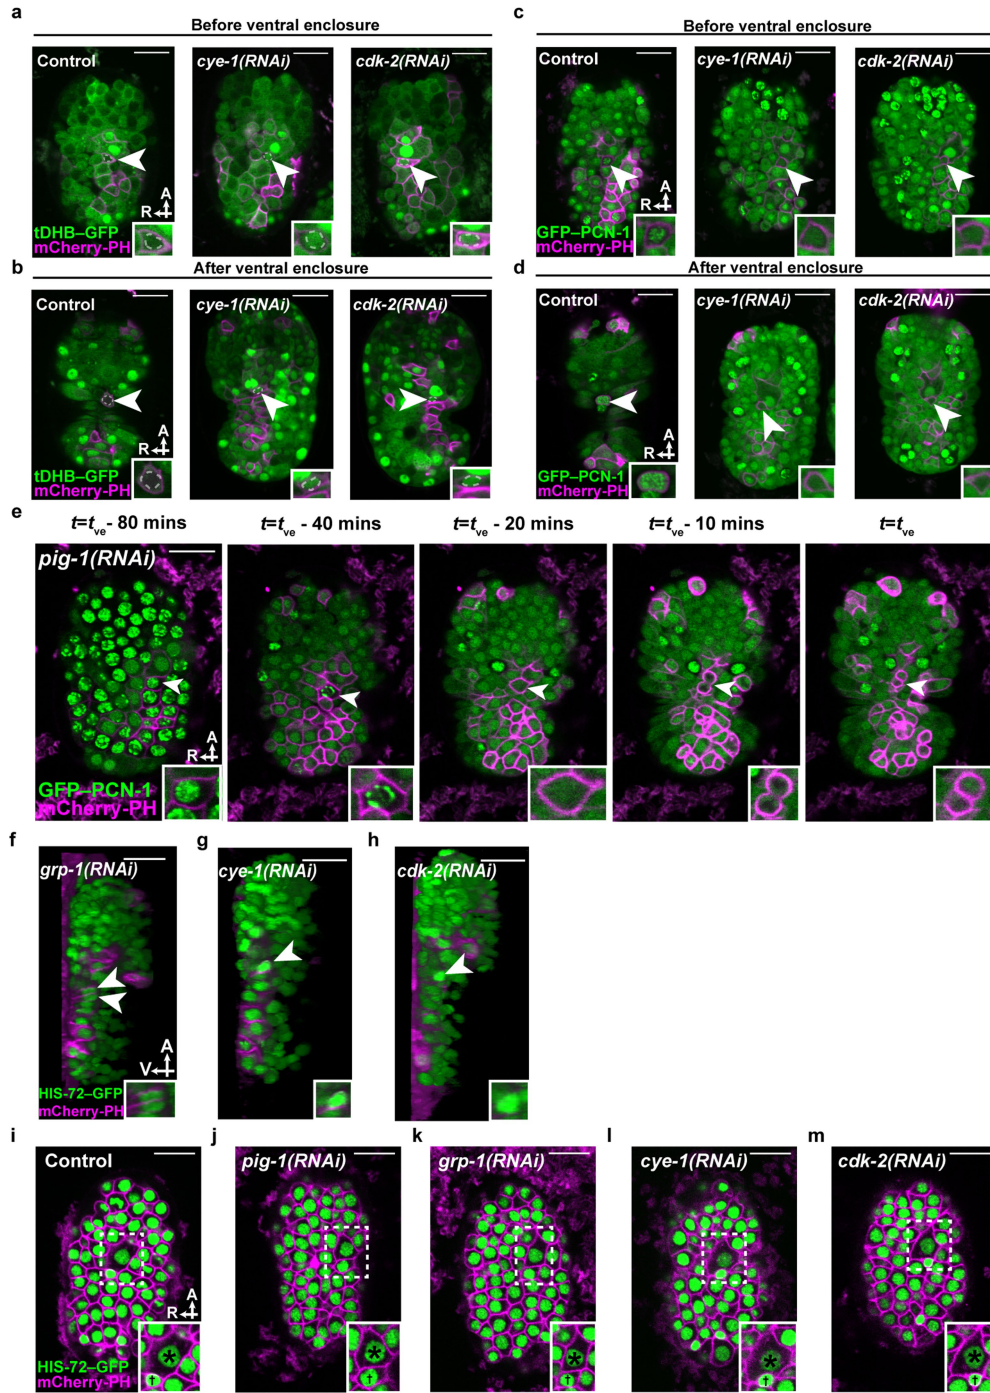 a
Before ventral enclosure
Control
cye-1(RNAi)
cdk-2(RNAi)
A
R
tDHB–GFP
mCherry-PH
b
After ventral enclosure
Control
cye-1(RNAi)
cdk-2(RNAi)
A
R
tDHB–GFP
mCherry-PH
c
Before ventral enclosure
Control
cye-1(RNAi)
cdk-2(RNAi)
A
R
GFP–PCN-1
mCherry-PH
d
After ventral enclosure
Control
cye-1(RNAi)
cdk-2(RNAi)
A
R
GFP–PCN-1
mCherry-PH
e
t=tve- 80 mins
t=tve - 40 mins
t=tve - 20 mins
t=tve - 10 mins
t=tve
pig-1(RNAi)
A
R
GFP–PCN-1
mCherry-PH
f
grp-1(RNAi)
A
V
HIS-72–GFP
mCherry-PH
g
cye-1(RNAi)
h
cdk-2(RNAi)
i
Control
A
R
HIS-72–GFP
mCherry-PH
*
†
j
pig-1(RNAi)
*
†
k
grp-1(RNAi)
*
†
l
cye-1(RNAi)
*
†
m
cdk-2(RNAi)
*
†